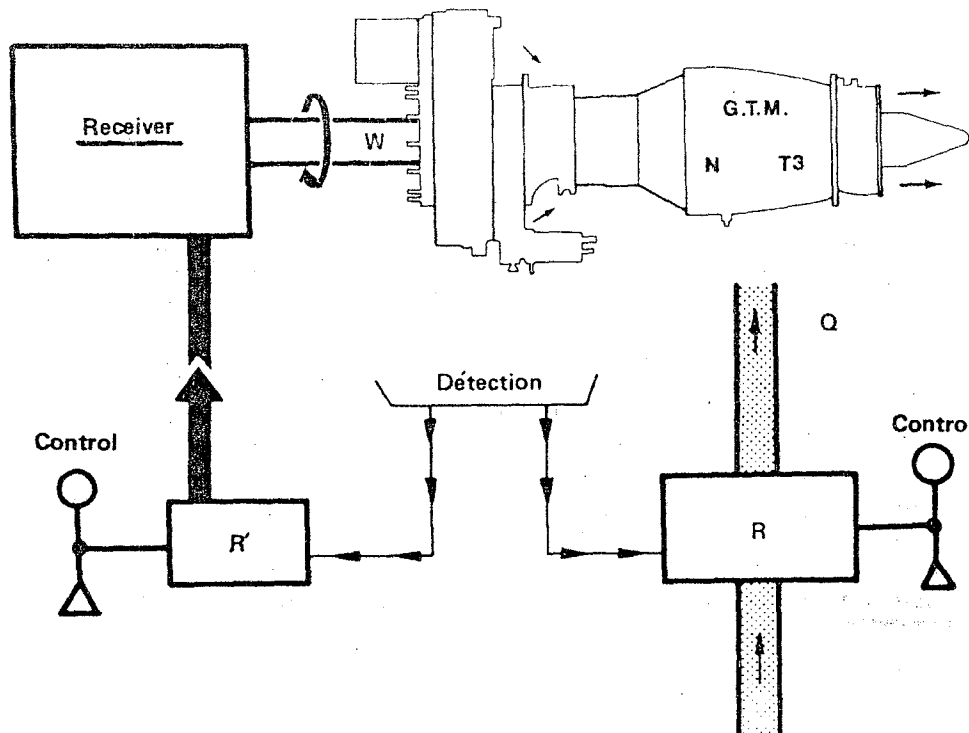 Receiver
W
G.T.M.
N T3
Q
Détection
Control
Contro
R'
R